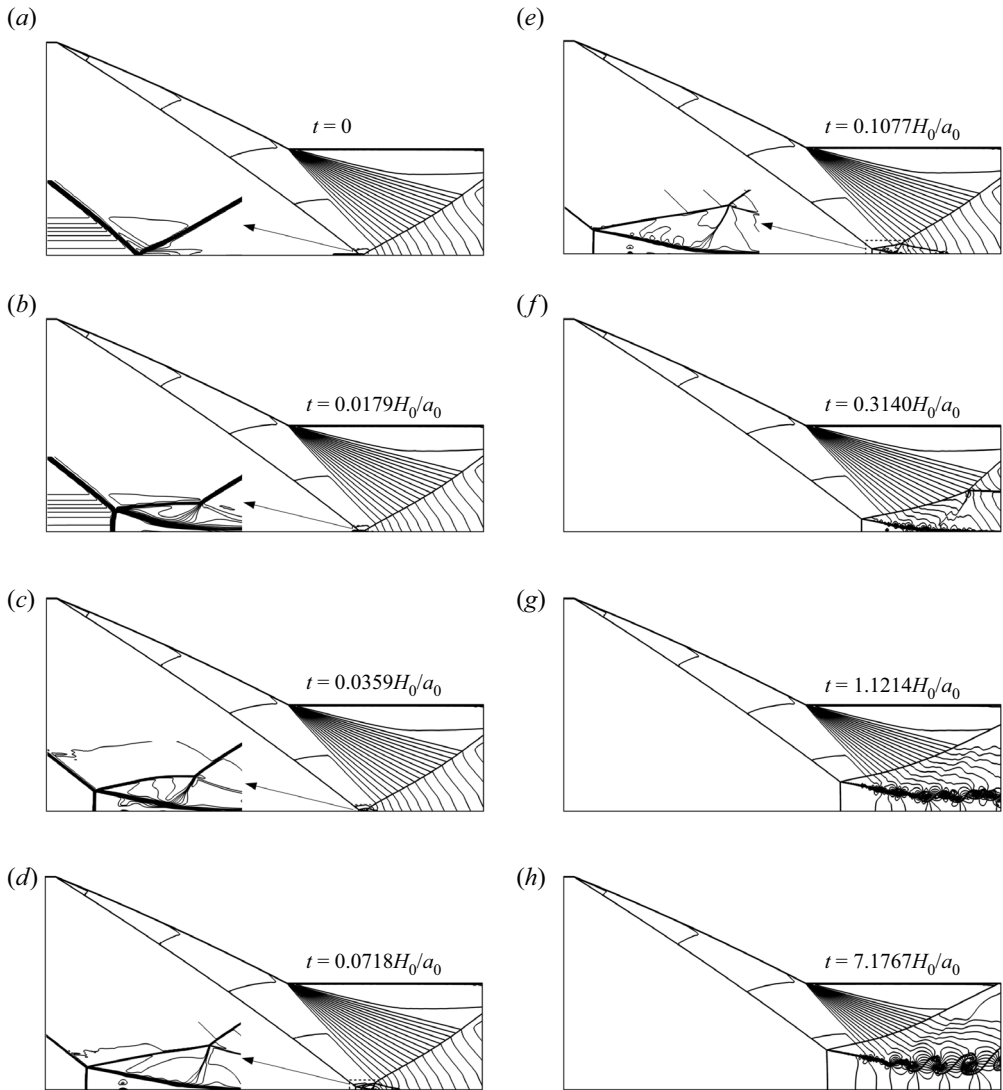 (a)
t = 0
(b)
t = 0.0179H₀/a₀
(c)
t = 0.0359H₀/a₀
(d)
t = 0.0718H₀/a₀
(e)
t = 0.1077H₀/a₀
(f)
t = 0.3140H₀/a₀
(g)
t = 1.1214H₀/a₀
(h)
t = 7.1767H₀/a₀